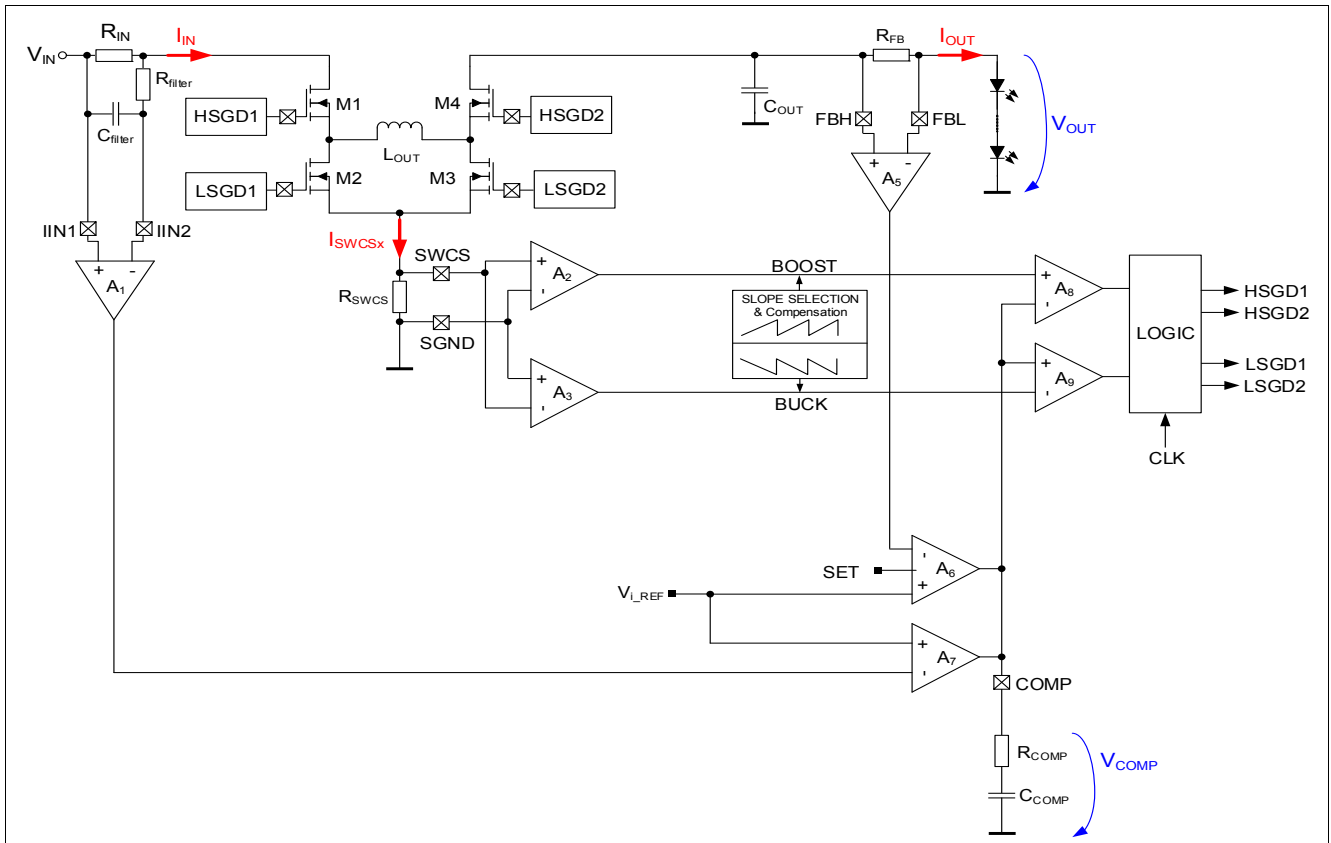 RIN
IIN
VIN
Rfilter
Cfilter
HSGD1
M1
M4
HSGD2
LOUT
LSGD1
M2
M3
LSGD2
COUT
RFB
IOUT
FBH
FBL
VOUT
+ -
A5
IIN1
IIN2
+ -
A1
ISWCSx
SWCS
RSWCS
SGND
+
A2
-
+
A3
-
BOOST
SLOPE SELECTION
& Compensation
BUCK
+
A8
-
+
A9
-
LOGIC
HSGD1
HSGD2
LSGD1
LSGD2
CLK
SET
Vi_REF
-
A6
+
+
A7
-
COMP
RCOMP
CCOMP
VCOMP